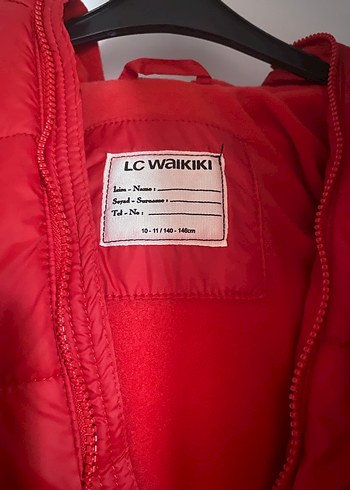 LC WAIKIKI
İsim - Name :
Soyad - Surname :
Tel - No :
10 - 11 / 140 - 146cm